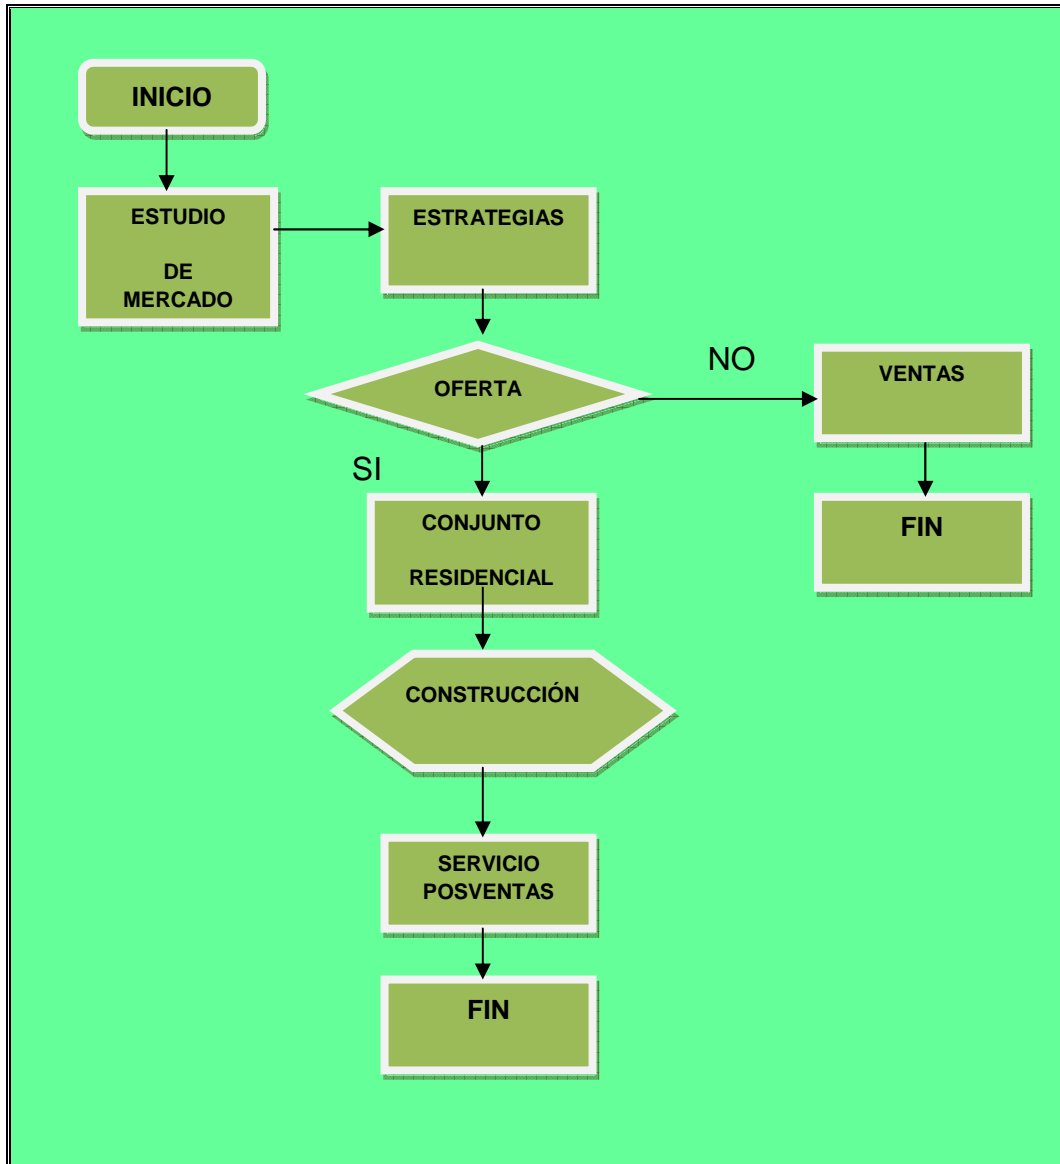 INICIO
ESTUDIO
DE
MERCADO
ESTRATEGIAS
OFERTA
NO
VENTAS
FIN
SI
CONJUNTO
RESIDENCIAL
CONSTRUCCIÓN
SERVICIO
POSVENTAS
FIN